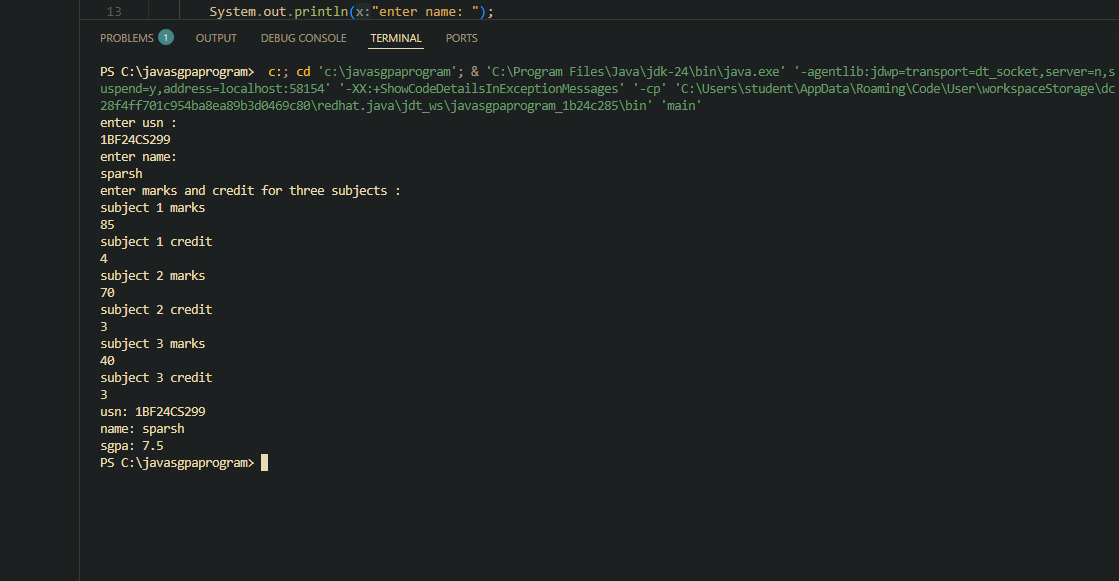 13 System.out.println(x:"enter name: ");
PROBLEMS 1 OUTPUT DEBUG CONSOLE TERMINAL PORTS
PS C:\javasgpaprogram>  c:; cd 'c:\javasgpaprogram'; & 'C:\Program Files\Java\jdk-24\bin\java.exe' '-agentlib:jdwp=transport=dt_socket,server=n,s
uspend=y,address=localhost:58154' '-XX:+ShowCodeDetailsInExceptionMessages' '-cp' 'C:\Users\student\AppData\Roaming\Code\User\workspaceStorage\dc
28f4ff701c954ba8ea89b3d0469c80\redhat.java\jdt_ws\javasgpaprogram_1b24c285\bin' 'main'
enter usn :
1BF24CS299
enter name:
sparsh
enter marks and credit for three subjects :
subject 1 marks
85
subject 1 credit
4
subject 2 marks
70
subject 2 credit
3
subject 3 marks
40
subject 3 credit
3
usn: 1BF24CS299
name: sparsh
sgpa: 7.5
PS C:\javasgpaprogram>